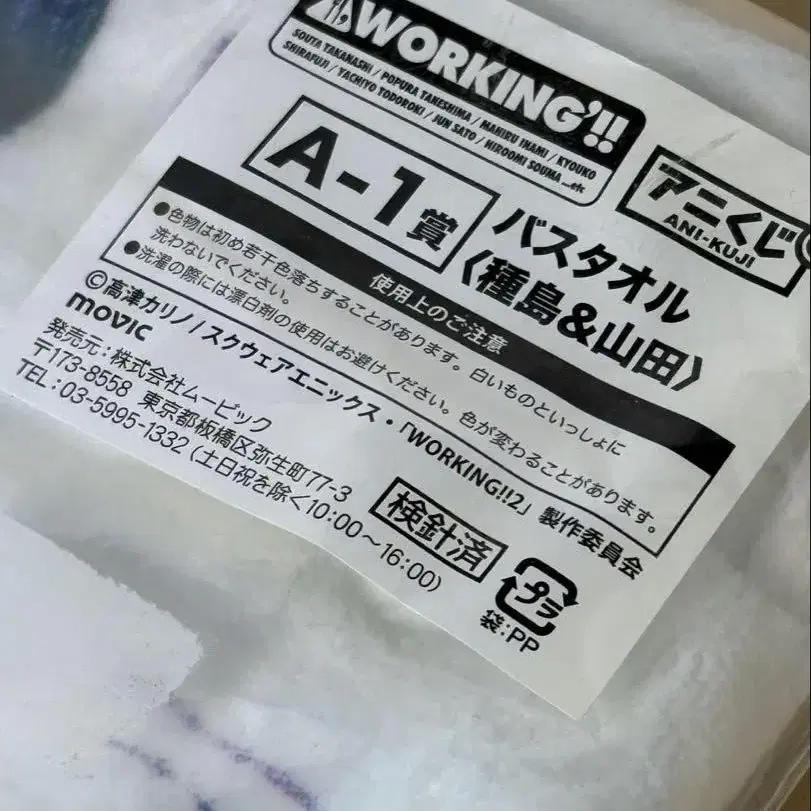 WORKING'!!
SOUTA TAKANASHI / POPURA TANESHIMA / MAHIRU INAMI / KYOUKO
SHIRAFUJI / YACHIYO TODOROKI / JUN SATO / HIROOMI SOUMA ...etc
A-1賞
バスタオル
〈種島&山田〉
アニくじ
ANI-KUJI
使用上のご注意
●色物は初め若干色落ちすることがあります。白いものといっしょに
洗わないでください。
●洗濯の際には漂白剤の使用はお避けください。色が変わることがあります。
©高津カリノ/スクウェアエニックス・「WORKING!!2」製作委員会
movic
発売元:株式会社ムービック
〒173-8558 東京都板橋区弥生町77-3
TEL:03-5995-1332(土日祝を除く10:00〜16:00)
検針済
プラ
袋:PP